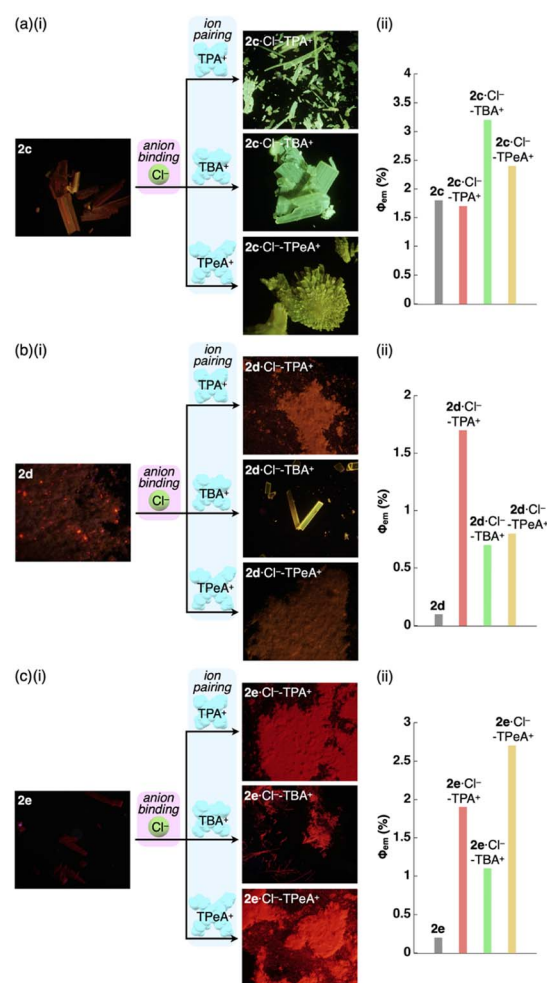 (a)(i)
2c
anion
binding
Cl⁻
ion
pairing
TPA⁺
TBA⁺
TPeA⁺
2c·Cl⁻-TPA⁺
2c·Cl⁻-TBA⁺
2c·Cl⁻-TPeA⁺
(ii)
Φem (%)
4
3.5
3
2.5
2
1.5
1
0.5
0
2c
2c·Cl⁻
-TPA⁺
2c·Cl⁻
-TBA⁺
2c·Cl⁻
-TPeA⁺
(b)(i)
2d
anion
binding
Cl⁻
ion
pairing
TPA⁺
TBA⁺
TPeA⁺
2d·Cl⁻-TPA⁺
2d·Cl⁻-TBA⁺
2d·Cl⁻-TPeA⁺
(ii)
Φem (%)
2
1.5
1
0.5
0
2d
2d·Cl⁻
-TPA⁺
2d·Cl⁻
-TBA⁺
2d·Cl⁻
-TPeA⁺
(c)(i)
2e
anion
binding
Cl⁻
ion
pairing
TPA⁺
TBA⁺
TPeA⁺
2e·Cl⁻-TPA⁺
2e·Cl⁻-TBA⁺
2e·Cl⁻-TPeA⁺
(ii)
Φem (%)
3
2.5
2
1.5
1
0.5
0
2e
2e·Cl⁻
-TPA⁺
2e·Cl⁻
-TBA⁺
2e·Cl⁻
-TPeA⁺